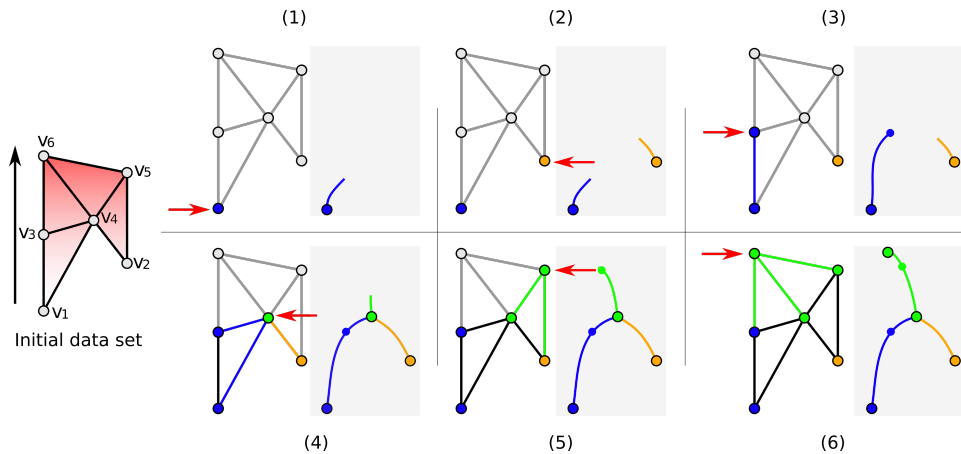 (1)
(2)
(3)
v6
v5
v4
v3
v2
v1
Initial data set
(4)
(5)
(6)